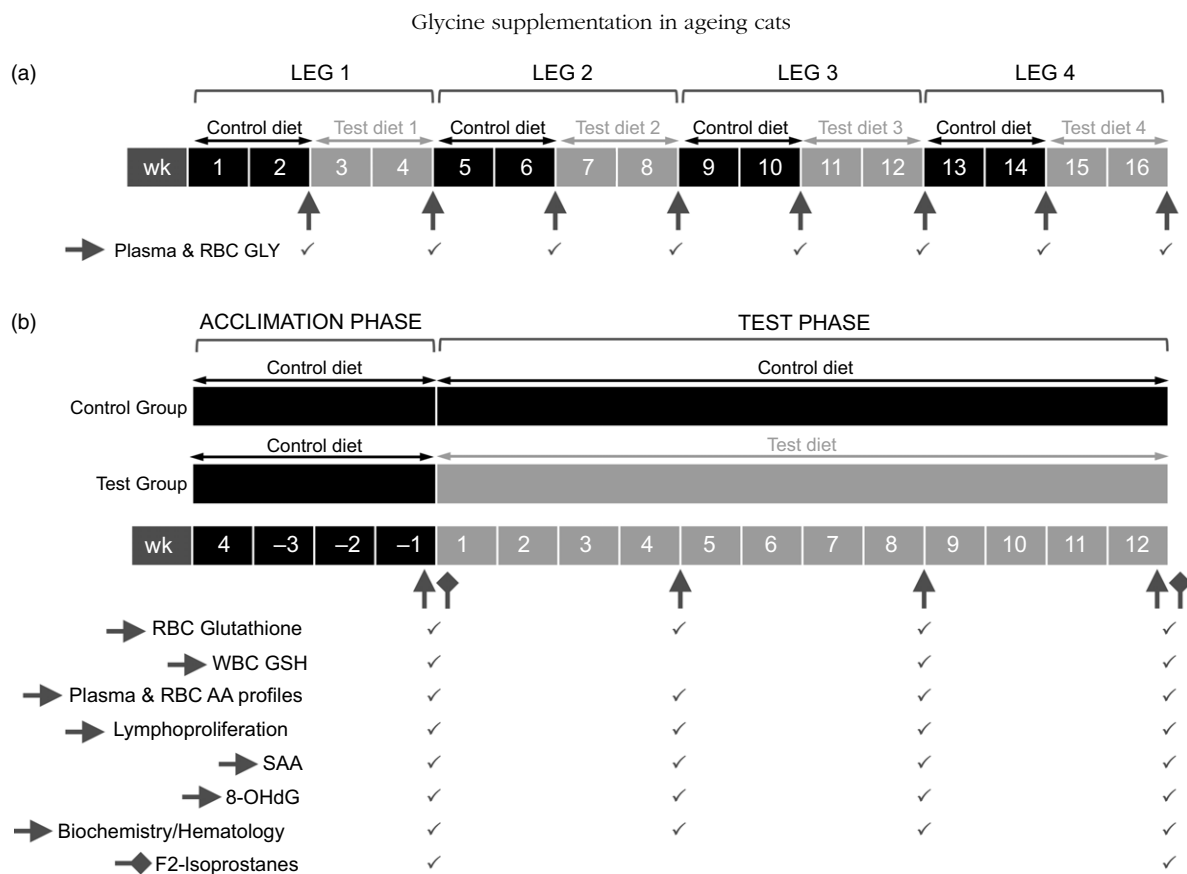 Glycine supplementation in ageing cats
(a)
LEG 1 LEG 2 LEG 3 LEG 4
Control diet Test diet 1 Control diet Test diet 2 Control diet Test diet 3 Control diet Test diet 4
wk 1 2 3 4 5 6 7 8 9 10 11 12 13 14 15 16
Plasma & RBC GLY ✓ ✓ ✓ ✓ ✓ ✓ ✓ ✓
(b)
ACCLIMATION PHASE TEST PHASE
Control diet Control diet
Control Group
Control diet Test diet
Test Group
wk 4 –3 –2 –1 1 2 3 4 5 6 7 8 9 10 11 12
RBC Glutathione ✓ ✓ ✓ ✓
WBC GSH ✓ ✓ ✓
Plasma & RBC AA profiles ✓ ✓ ✓ ✓
Lymphoproliferation ✓ ✓ ✓
SAA ✓ ✓ ✓
8-OHdG ✓ ✓ ✓
Biochemistry/Hematology ✓ ✓ ✓ ✓
F2-Isoprostanes ✓ ✓